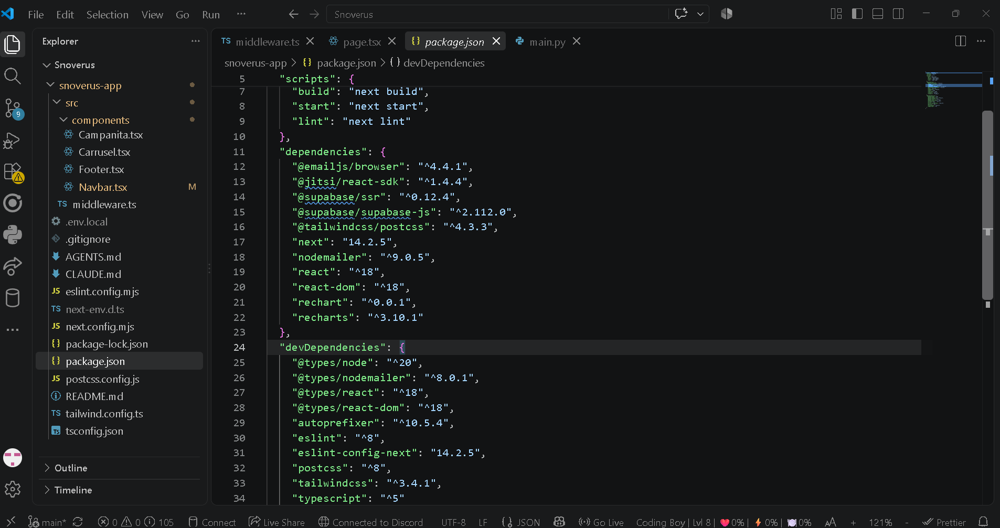 File Edit Selection View Go Run ···
Snoverus
Explorer ···
Snoverus
snoverus-app
src
components
Campanita.tsx
Carrusel.tsx
Footer.tsx
Navbar.tsx M
TS middleware.ts
.env.local
.gitignore
AGENTS.md
CLAUDE.md
JS eslint.config.mjs
TS next-env.d.ts
JS next.config.mjs
{} package-lock.json
{} package.json
JS postcss.config.js
README.md
TS tailwind.config.ts
TS tsconfig.json
Outline
Timeline
9
TS middleware.ts page.tsx {} package.json main.py
snoverus-app > {} package.json > {} devDependencies
5 "scripts": {
7 "build": "next build",
8 "start": "next start",
9 "lint": "next lint"
10 },
11 "dependencies": {
12 "@emailjs/browser": "^4.4.1",
13 "@jitsi/react-sdk": "^1.4.4",
14 "@supabase/ssr": "^0.12.4",
15 "@supabase/supabase-js": "^2.112.0",
16 "@tailwindcss/postcss": "^4.3.3",
17 "next": "14.2.5",
18 "nodemailer": "^9.0.5",
19 "react": "^18",
20 "react-dom": "^18",
21 "rechart": "^0.0.1",
22 "recharts": "^3.10.1"
23 },
24 "devDependencies": {
25 "@types/node": "^20",
26 "@types/nodemailer": "^8.0.1",
27 "@types/react": "^18",
28 "@types/react-dom": "^18",
29 "autoprefixer": "^10.5.4",
30 "eslint": "^8",
31 "eslint-config-next": "14.2.5",
32 "postcss": "^8",
33 "tailwindcss": "^3.4.1",
34 "typescript": "^5"
main* 0 0 105 Connect Live Share Connected to Discord UTF-8 LF {} JSON Go Live Coding Boy | Lvl 8 | ❤️0% | ⚡0% | 🍽️0% AA + 121% - Prettier